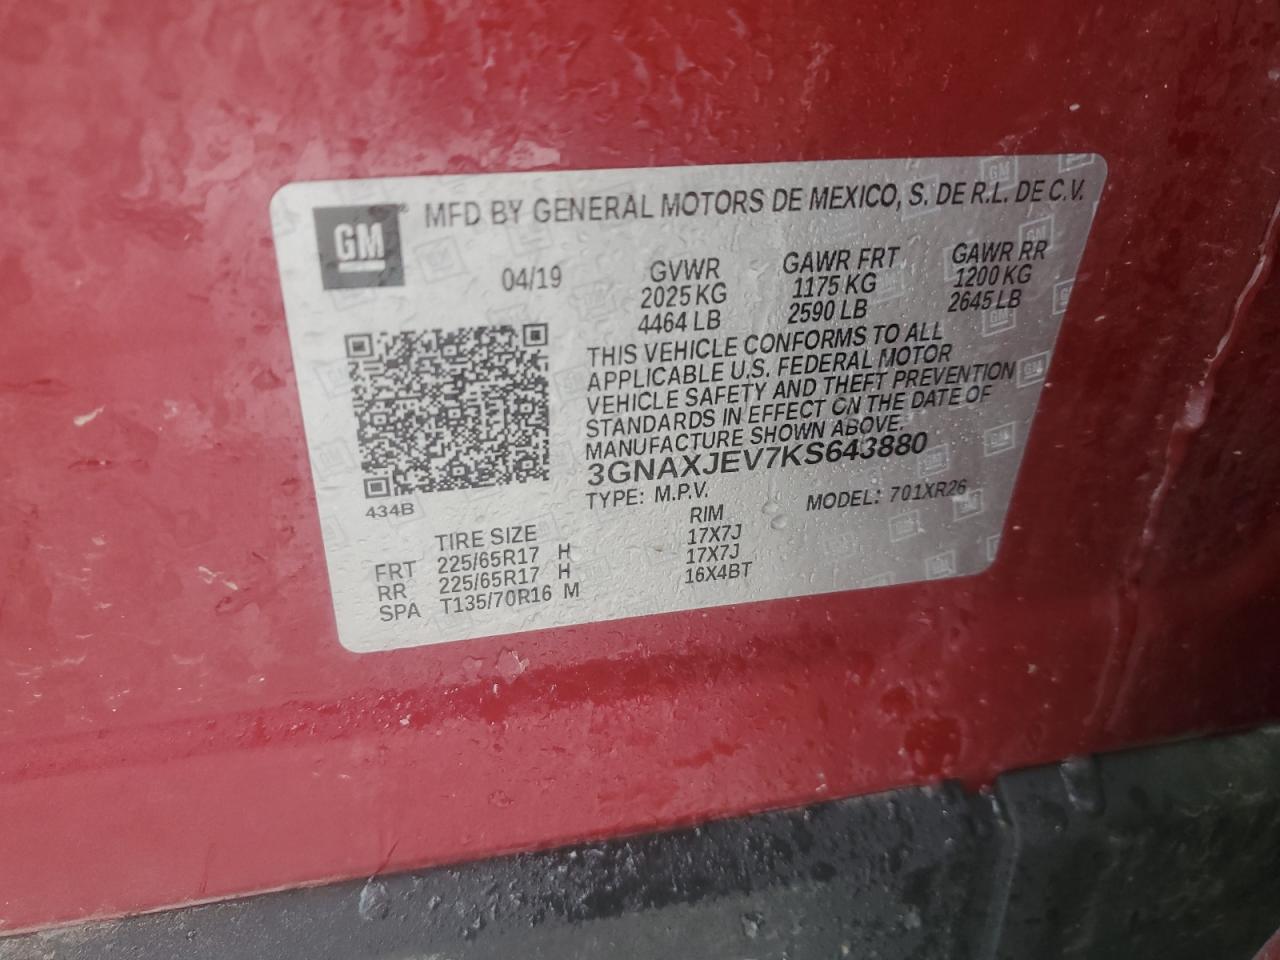 GM
MFD BY GENERAL MOTORS DE MEXICO, S. DE R.L. DE C.V.
04/19 GVWR GAWR FRT GAWR RR
2025 KG 1175 KG 1200 KG
4464 LB 2590 LB 2645 LB
THIS VEHICLE CONFORMS TO ALL
APPLICABLE U.S. FEDERAL MOTOR
VEHICLE SAFETY AND THEFT PREVENTION
STANDARDS IN EFFECT ON THE DATE OF
MANUFACTURE SHOWN ABOVE.
3GNAXJEV7KS643880
TYPE: M.P.V. MODEL: 701XR26
434B
TIRE SIZE RIM
FRT 225/65R17 H 17X7J
RR 225/65R17 H 17X7J
SPA T135/70R16 M 16X4BT